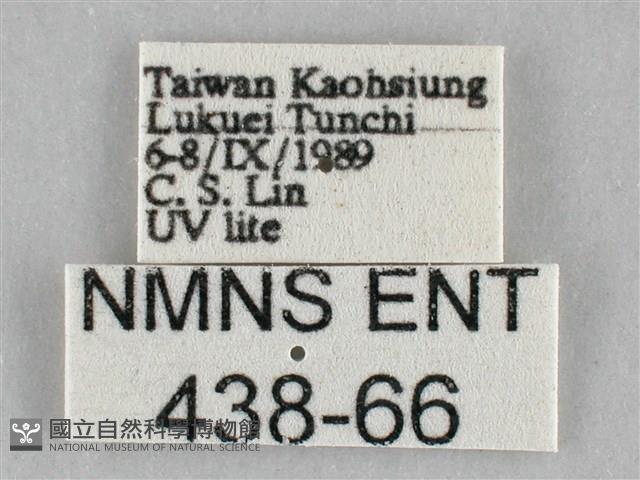 Taiwan Kaohsiung
Lukuei Tunchi
6-8/IX/1989
C. S. Lin
UV lite
NMNS ENT
438-66
國立自然科學博物館
NATIONAL MUSEUM OF NATURAL SCIENCE